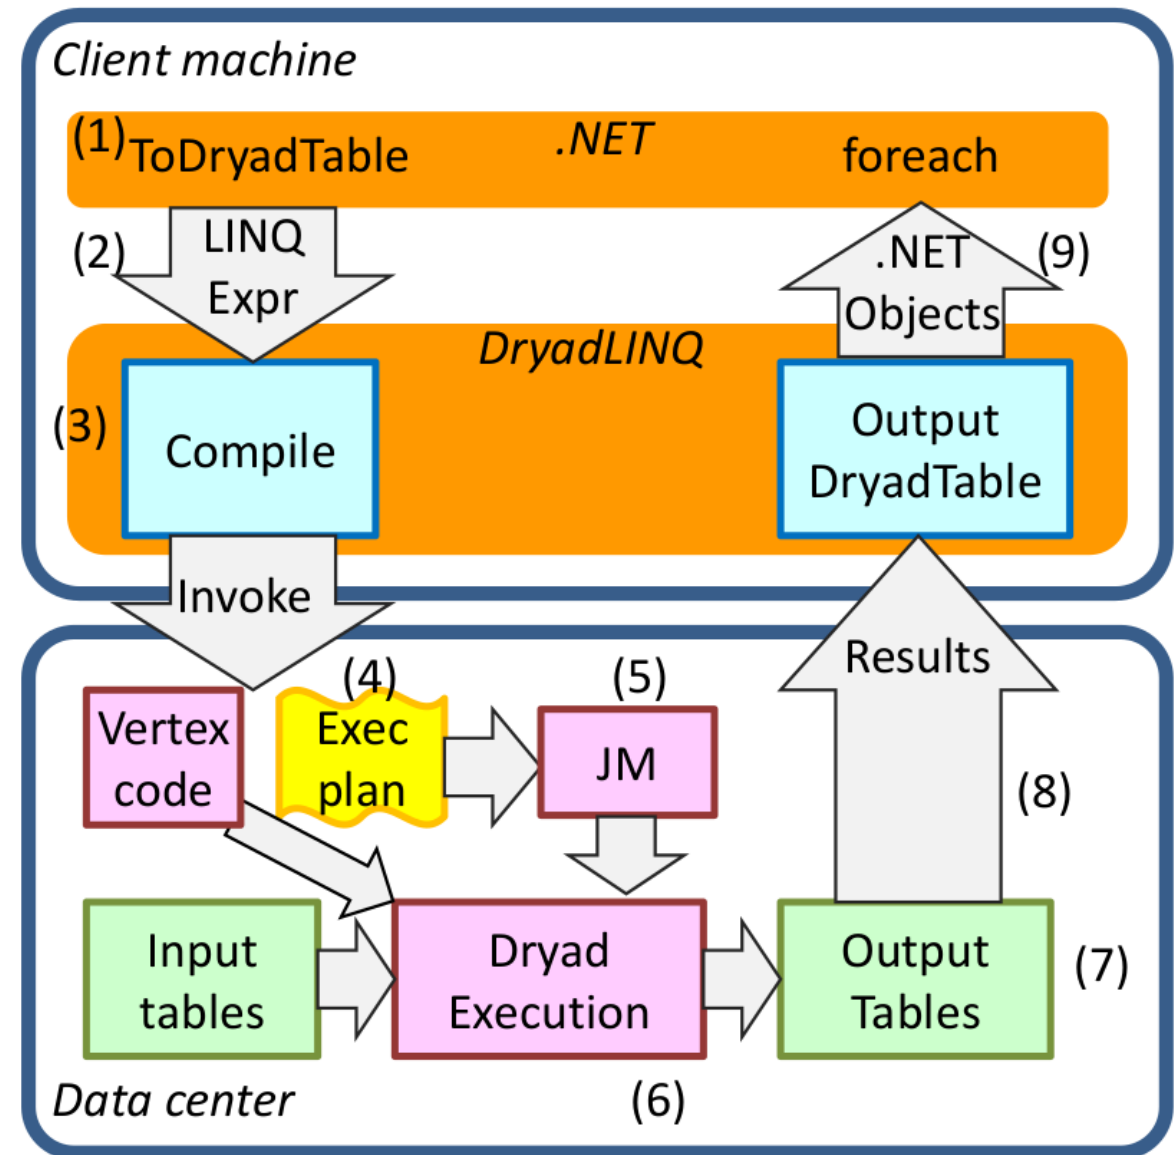 Client machine
(1) ToDryadTable
.NET
foreach
(2)
LINQ
Expr
.NET
Objects
(9)
DryadLINQ
(3)
Compile
Output
DryadTable
Invoke
Results
(4)
(5)
Vertex
code
Exec
plan
JM
(8)
Input
tables
Dryad
Execution
Output
Tables
(7)
Data center
(6)